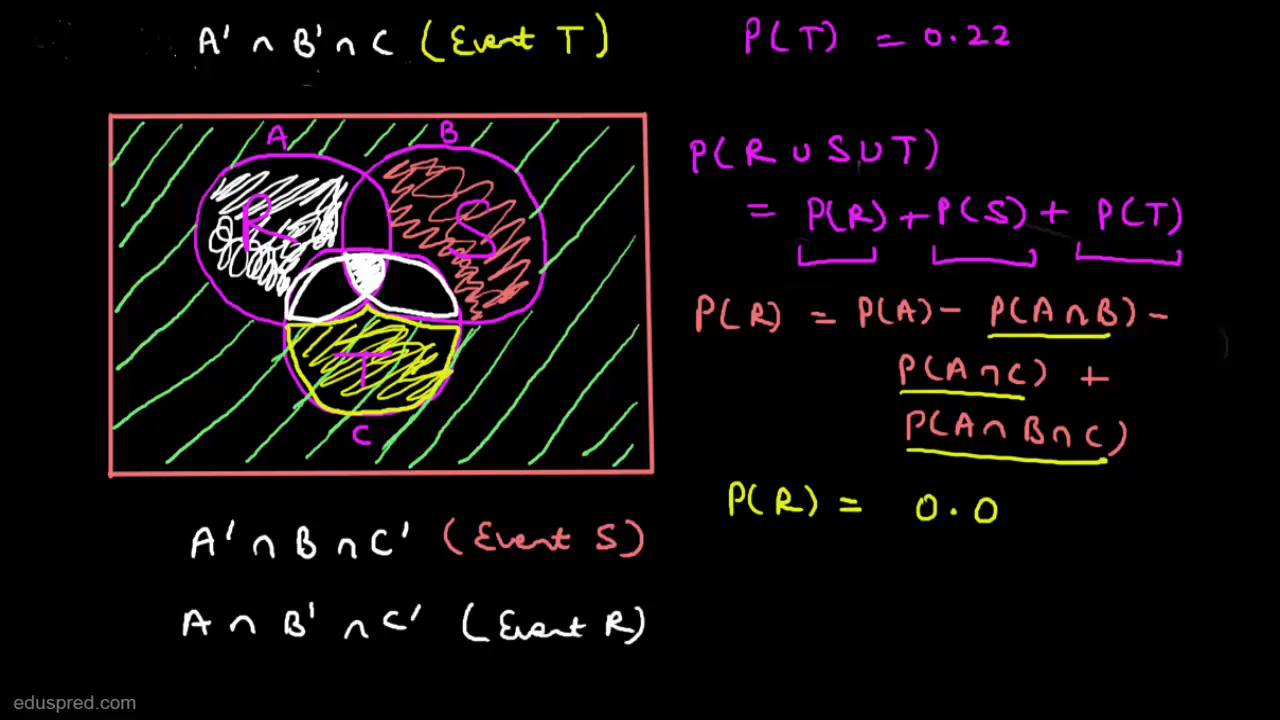 A' ∩ B' ∩ C (Event T)
P(T) = 0.22
A
B
R
S
T
C
P(R ∪ S ∪ T)
= P(R) + P(S) + P(T)
P(R) = P(A) - P(A ∩ B) -
P(A ∩ C) +
P(A ∩ B ∩ C)
P(R) = 0.0
A' ∩ B ∩ C' (Event S)
A ∩ B' ∩ C' (Event R)
eduspred.com